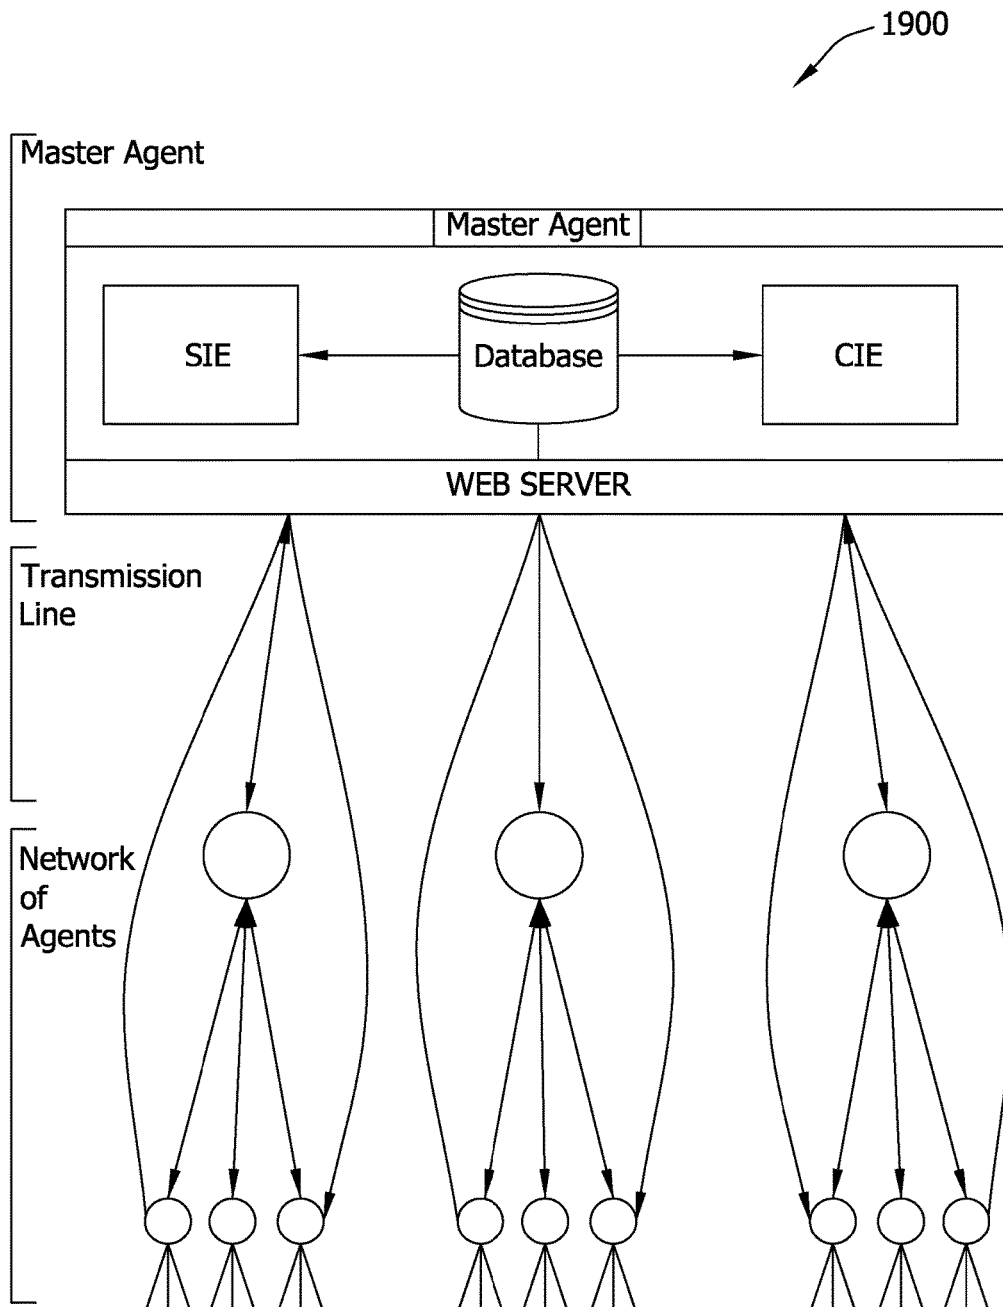 1900
Master Agent
Master Agent
SIE
Database
CIE
WEB SERVER
Transmission
Line
Network
of
Agents